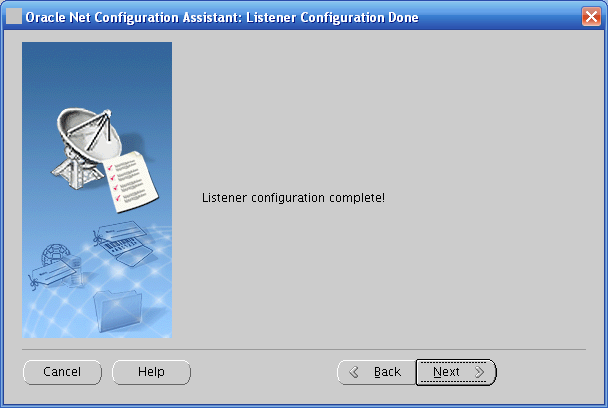 Oracle Net Configuration Assistant: Listener Configuration Done
Listener configuration complete!
Cancel
Help
Back
Next